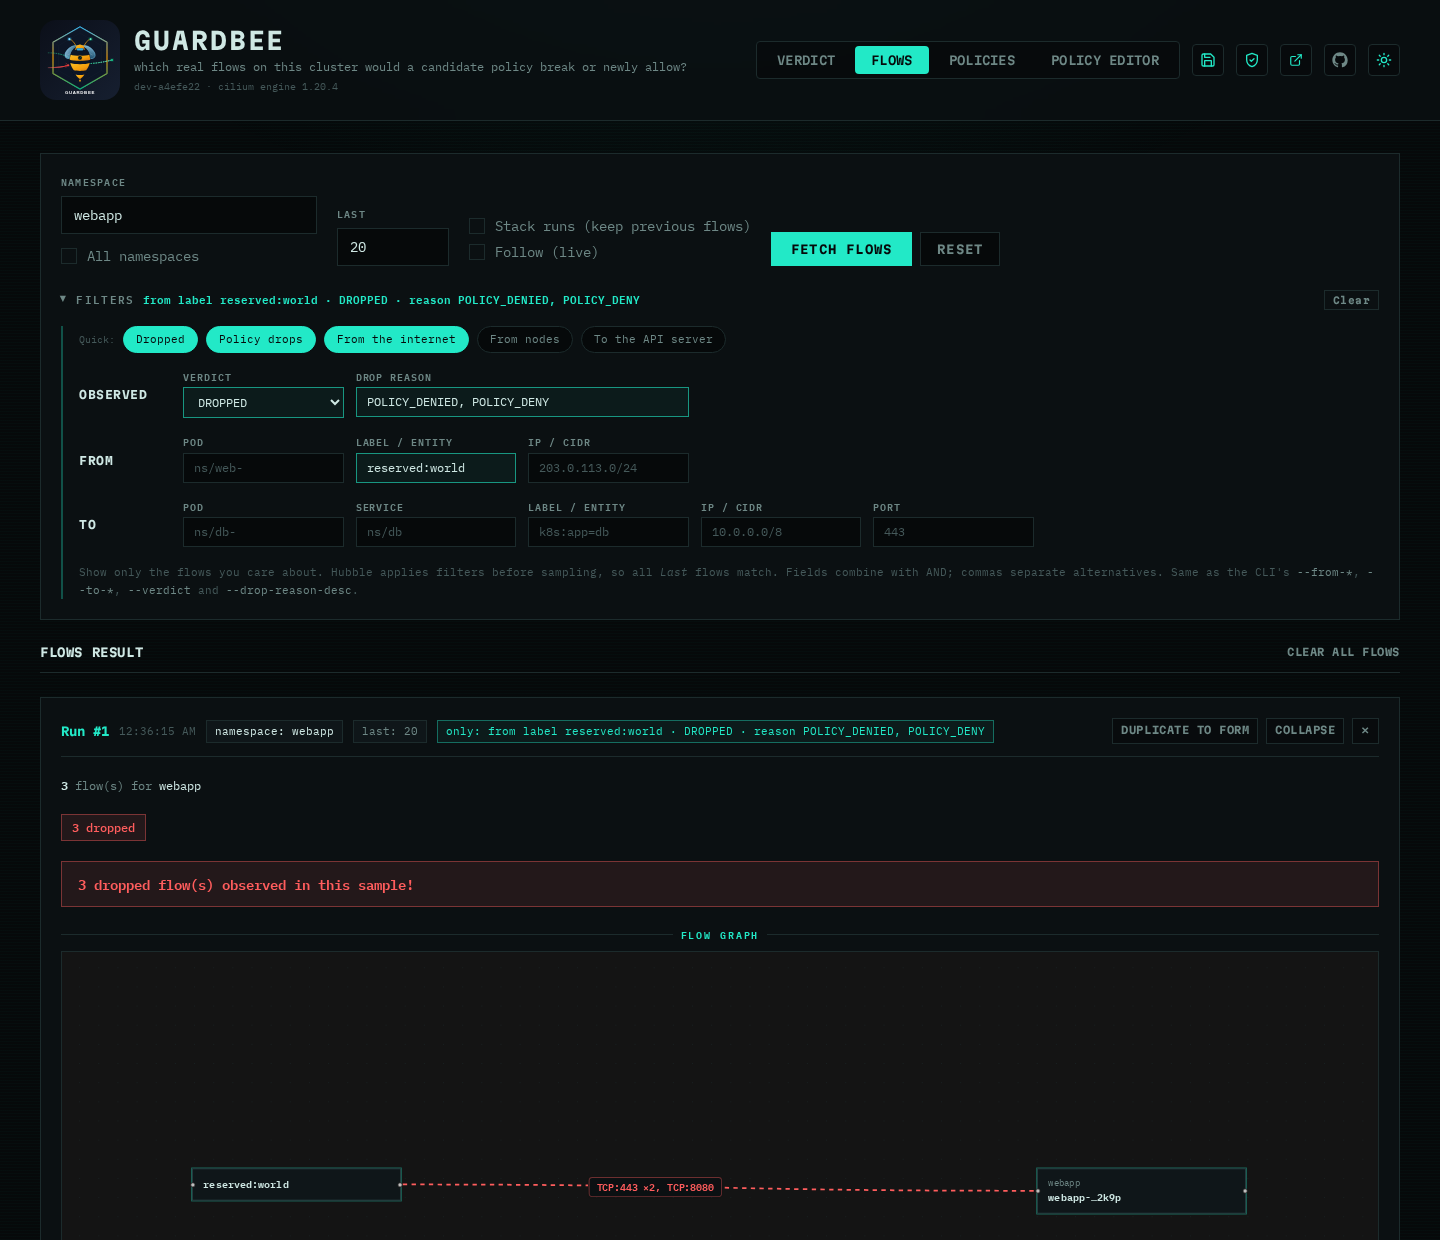 GUARDBEE
GUARDBEE
which real flows on this cluster would a candidate policy break or newly allow?
dev-a4efe22 · cilium engine 1.20.4
VERDICT FLOWS POLICIES POLICY EDITOR
NAMESPACE
webapp
All namespaces
LAST
20
Stack runs (keep previous flows)
Follow (live)
FETCH FLOWS RESET
▼ FILTERS from label reserved:world · DROPPED · reason POLICY_DENIED, POLICY_DENY Clear
Quick: Dropped Policy drops From the internet From nodes To the API server
VERDICT DROP REASON
OBSERVED DROPPED POLICY_DENIED, POLICY_DENY
POD LABEL / ENTITY IP / CIDR
FROM ns/web- reserved:world 203.0.113.0/24
POD SERVICE LABEL / ENTITY IP / CIDR PORT
TO ns/db- ns/db k8s:app=db 10.0.0.0/8 443
Show only the flows you care about. Hubble applies filters before sampling, so all Last flows match. Fields combine with AND; commas separate alternatives. Same as the CLI's --from-*, -
-to-*, --verdict and --drop-reason-desc.
FLOWS RESULT CLEAR ALL FLOWS
Run #1 12:36:15 AM namespace: webapp last: 20 only: from label reserved:world · DROPPED · reason POLICY_DENIED, POLICY_DENY DUPLICATE TO FORM COLLAPSE ×
3 flow(s) for webapp
3 dropped
3 dropped flow(s) observed in this sample!
FLOW GRAPH
reserved:world
TCP:443 ×2, TCP:8080
webapp
webapp-…2k9p